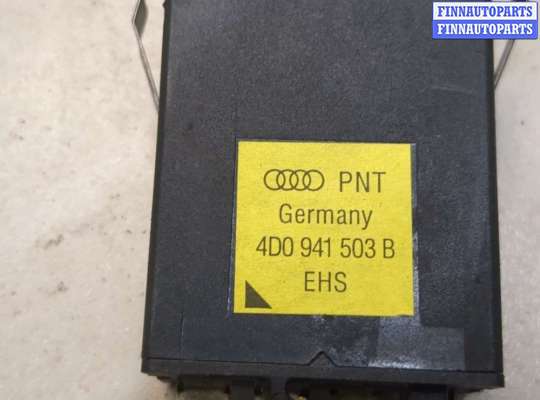 FINNAUTOPARTS
FINNAUTOPARTS
PNT
Germany
4D0 941 503 B
EHS